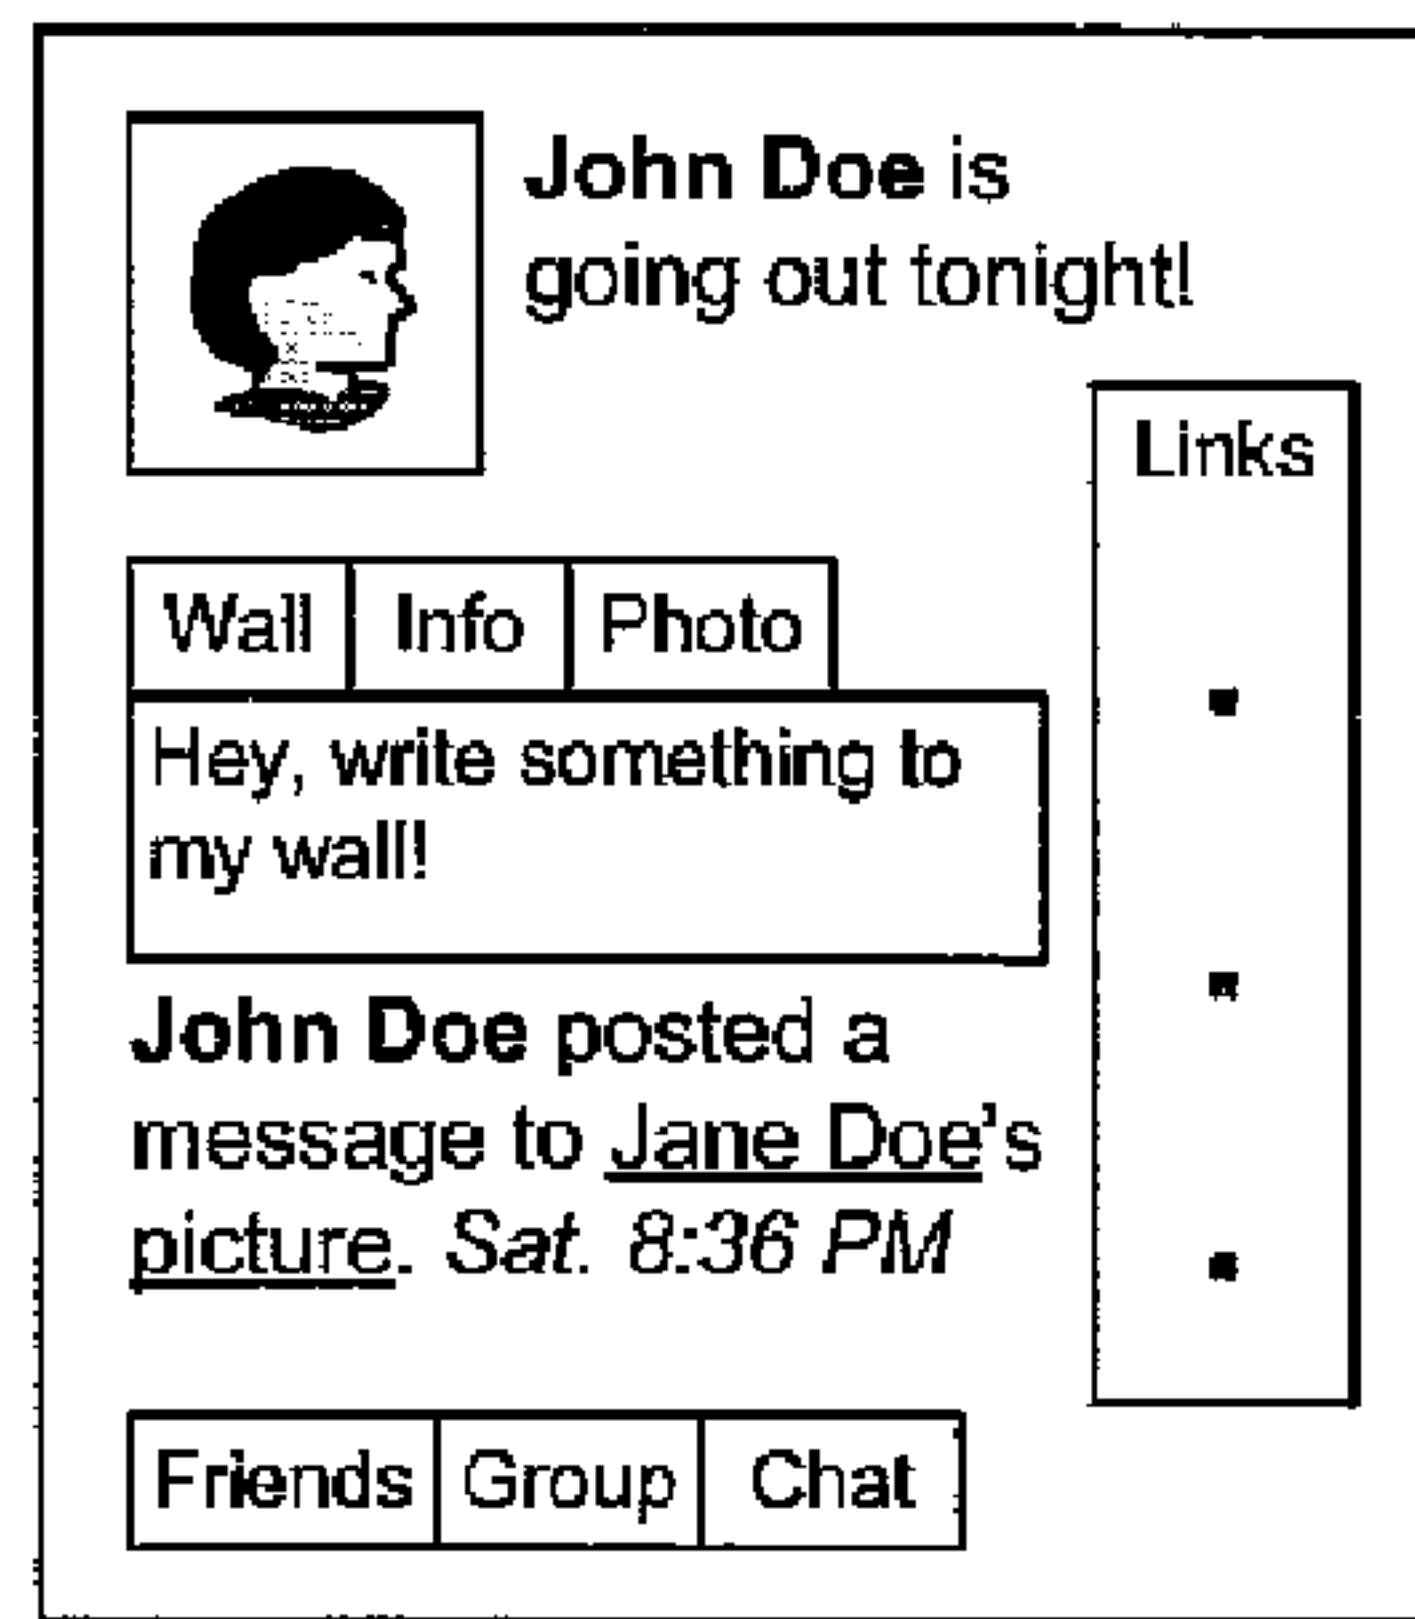 John Doe is
going out tonight!
Links
Wall Info Photo
Hey, write something to
my wall!
John Doe posted a
message to Jane Doe's
picture. Sat. 8:36 PM
Friends Group Chat